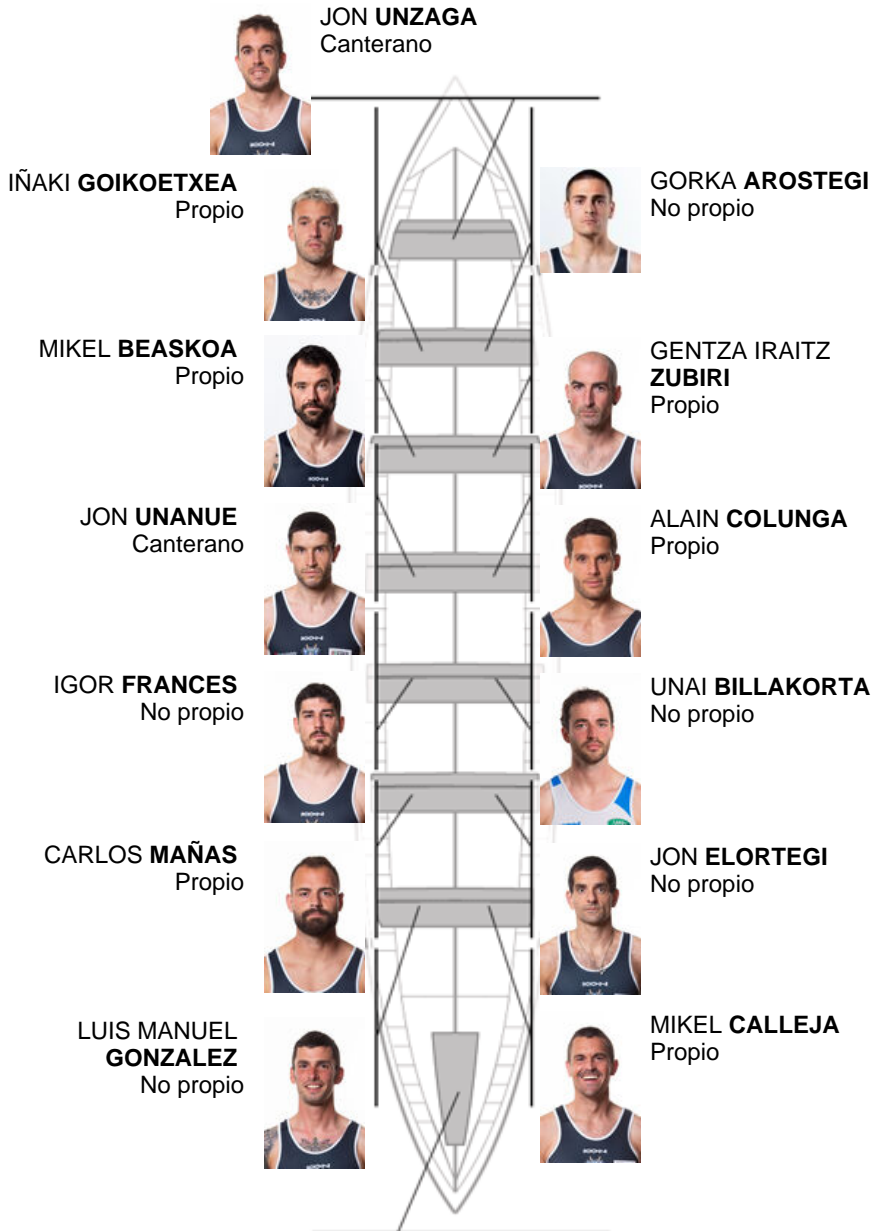 JON UNZAGA
Canterano
IÑAKI GOIKOETXEA
Propio
GORKA AROSTEGI
No propio
MIKEL BEASKOA
Propio
GENTZA IRAITZ
ZUBIRI
Propio
JON UNANUE
Canterano
ALAIN COLUNGA
Propio
IGOR FRANCES
No propio
UNAI BILLAKORTA
No propio
CARLOS MAÑAS
Propio
JON ELORTEGI
No propio
LUIS MANUEL
GONZALEZ
No propio
MIKEL CALLEJA
Propio